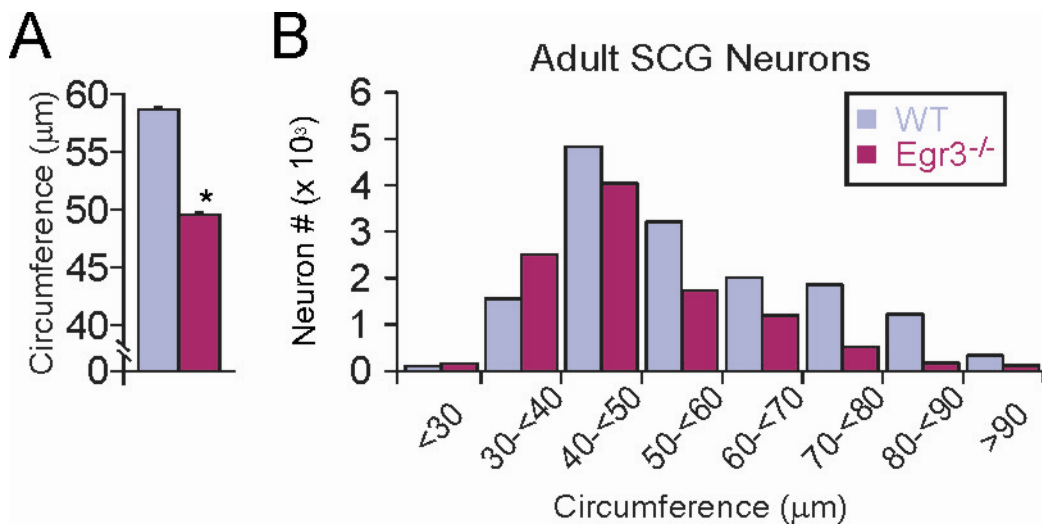 A
Circumference (μm)
60
55
50
45
40
0
*
B
Adult SCG Neurons
Neuron # (x 10³)
6
5
4
3
2
1
0
WT
Egr3-/-
<30
30-<40
40-<50
50-<60
60-<70
70-<80
80-<90
>90
Circumference (μm)